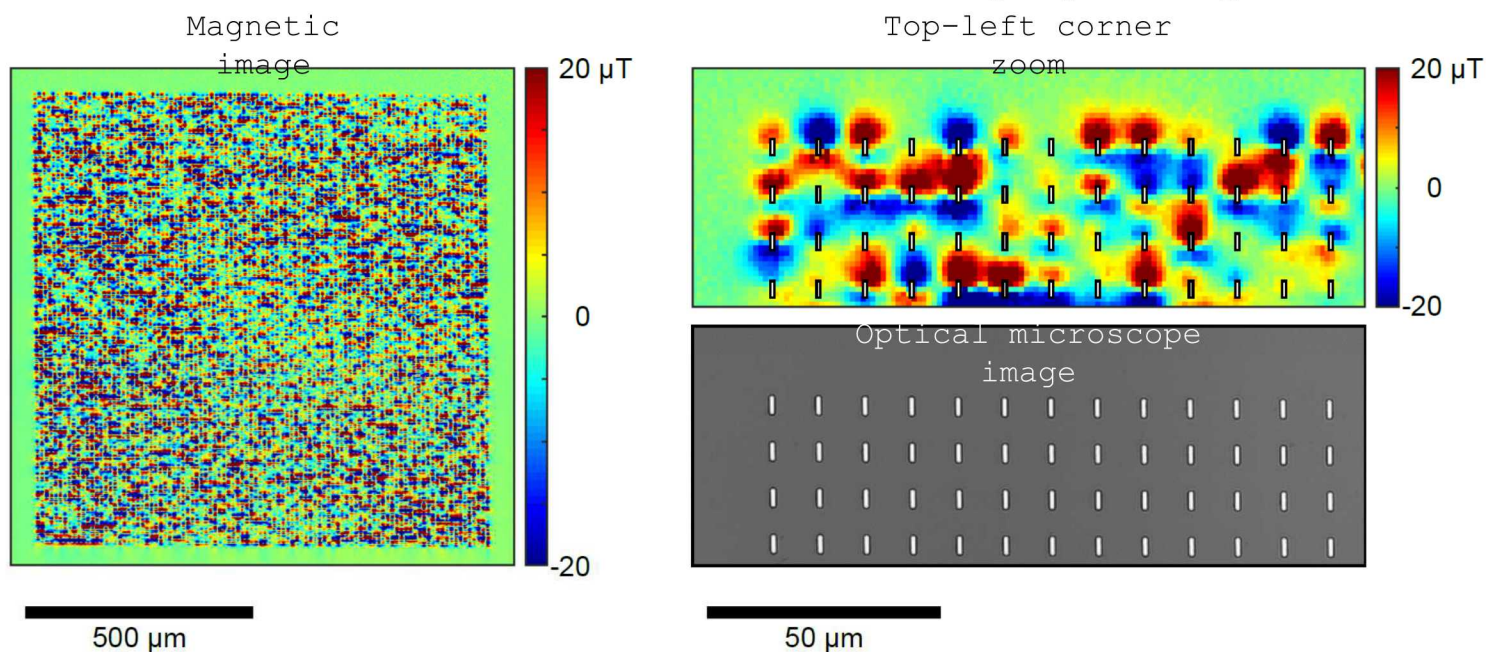 Magnetic
image
20 µT
0
-20
500 µm
Top-left corner
zoom
20 µT
0
-20
Optical microscope
image
50 µm